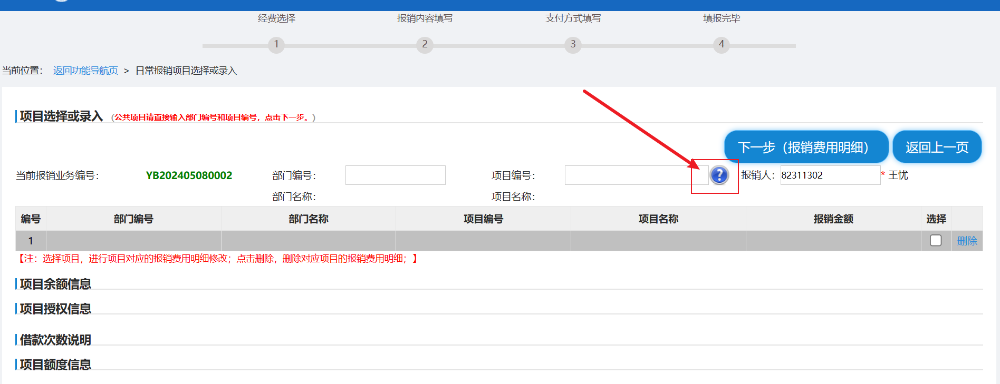 经费选择 报销内容填写 支付方式填写 填报完毕
1 2 3 4
当前位置： 返回功能导航页 > 日常报销项目选择或录入
项目选择或录入 （公共项目请直接输入部门编号和项目编号，点击下一步。）
下一步（报销费用明细） 返回上一页
当前报销业务编号： YB202405080002 部门编号： 项目编号： ? 报销人： 82311302 * 王忧
部门名称： 项目名称：
编号 部门编号 部门名称 项目编号 项目名称 报销金额 选择
1 删除
【注：选择项目，进行项目对应的报销费用明细修改；点击删除，删除对应项目的报销费用明细；】
项目余额信息
项目授权信息
借款次数说明
项目额度信息